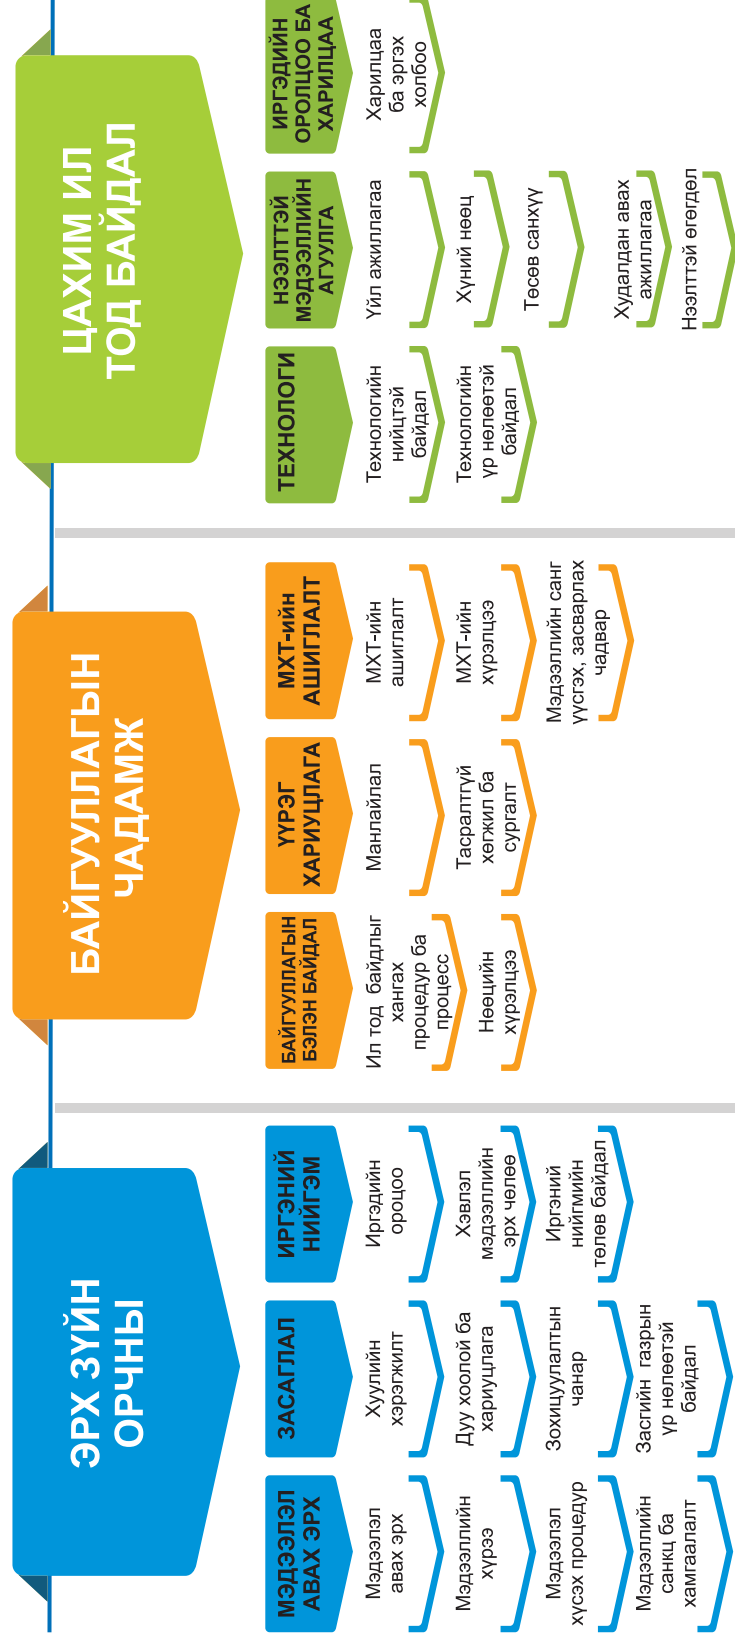 ЭРХ ЗҮЙН
ОРЧНЫ
МЭДЭЭЛЭЛ
АВАХ ЭРХ
Мэдээлэл
авах эрх
Мэдээллийн
хүрээ
Мэдээлэл
хүсэх процедур
Мэдээллийн
санкц ба
хамгаалалт
ЗАСАГЛАЛ
Хуулийн
хэрэгжилт
Дуу хоолой ба
хариуцлага
Зохицуулалтын
чанар
Засгийн газрын
үр нөлөөтэй
байдал
ИРГЭНИЙ
НИЙГЭМ
Иргэдийн
ороцоо
Хэвлэл
мэдээллийн
эрх чөлөө
Иргэний
нийгмийн
төлөв байдал
БАЙГУУЛЛАГЫН
ЧАДАМЖ
БАЙГУУЛЛАГЫН
БЭЛЭН БАЙДАЛ
Ил тод байдлыг
хангах
процедур ба
процесс
Нөөцийн
хүрэлцээ
ҮҮРЭГ
ХАРИУЦЛАГА
Манлайлал
Тасралтгүй
хөгжил ба
сургалт
МХТ-ийн
АШИГЛАЛТ
МХТ-ийн
ашиглалт
МХТ-ийн
хүрэлцээ
Мэдээллийн санг
үүсгэх, засварлах
чадвар
ЦАХИМ ИЛ
ТОД БАЙДАЛ
ТЕХНОЛОГИ
Технологийн
нийцтэй
байдал
Технологийн
үр нөлөөтэй
байдал
НЭЭЛТТЭЙ
МЭДЭЭЛЛИЙН
АГУУЛГА
Үйл ажиллагаа
Хүний нөөц
Төсөв санхүү
Худалдан авах
ажиллагаа
Нээлттэй өгөгдөл
ИРГЭДИЙН
ОРОЛЦОО БА
ХАРИЛЦАА
Харилцаа
ба эргэх
холбоо